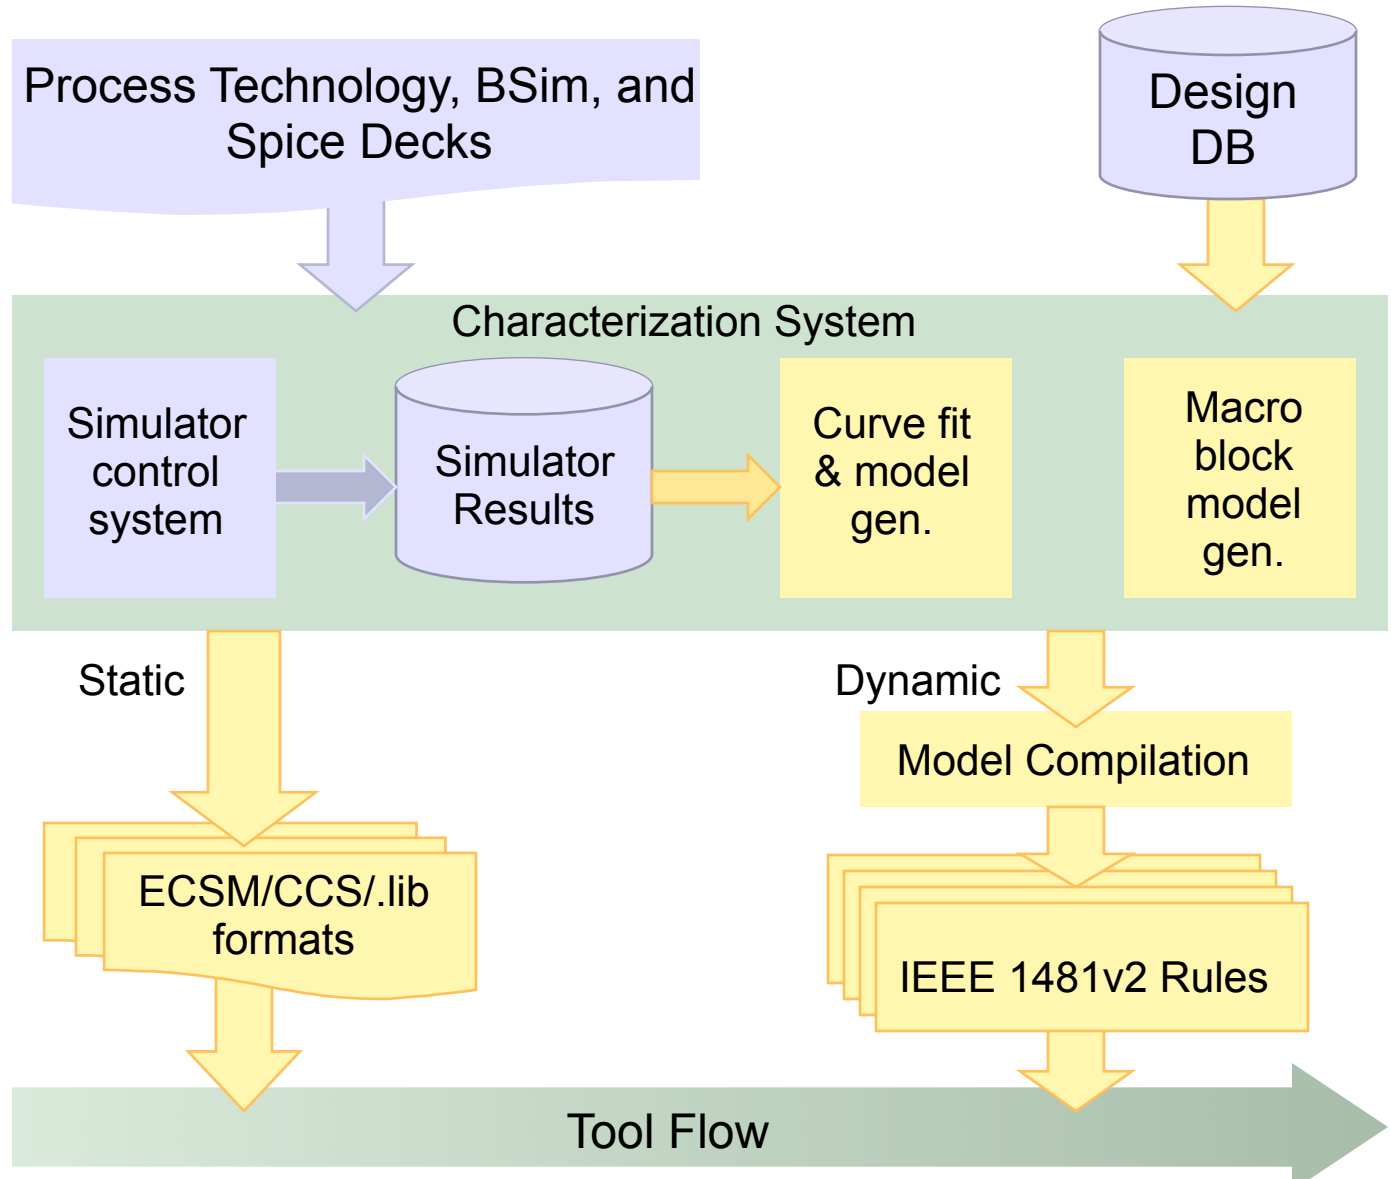 Process Technology, BSim, and
Spice Decks
Design
DB
Characterization System
Simulator
control
system
Simulator
Results
Curve fit
& model
gen.
Macro
block
model
gen.
Static
Dynamic
Model Compilation
ECSM/CCS/.lib
formats
IEEE 1481v2 Rules
Tool Flow